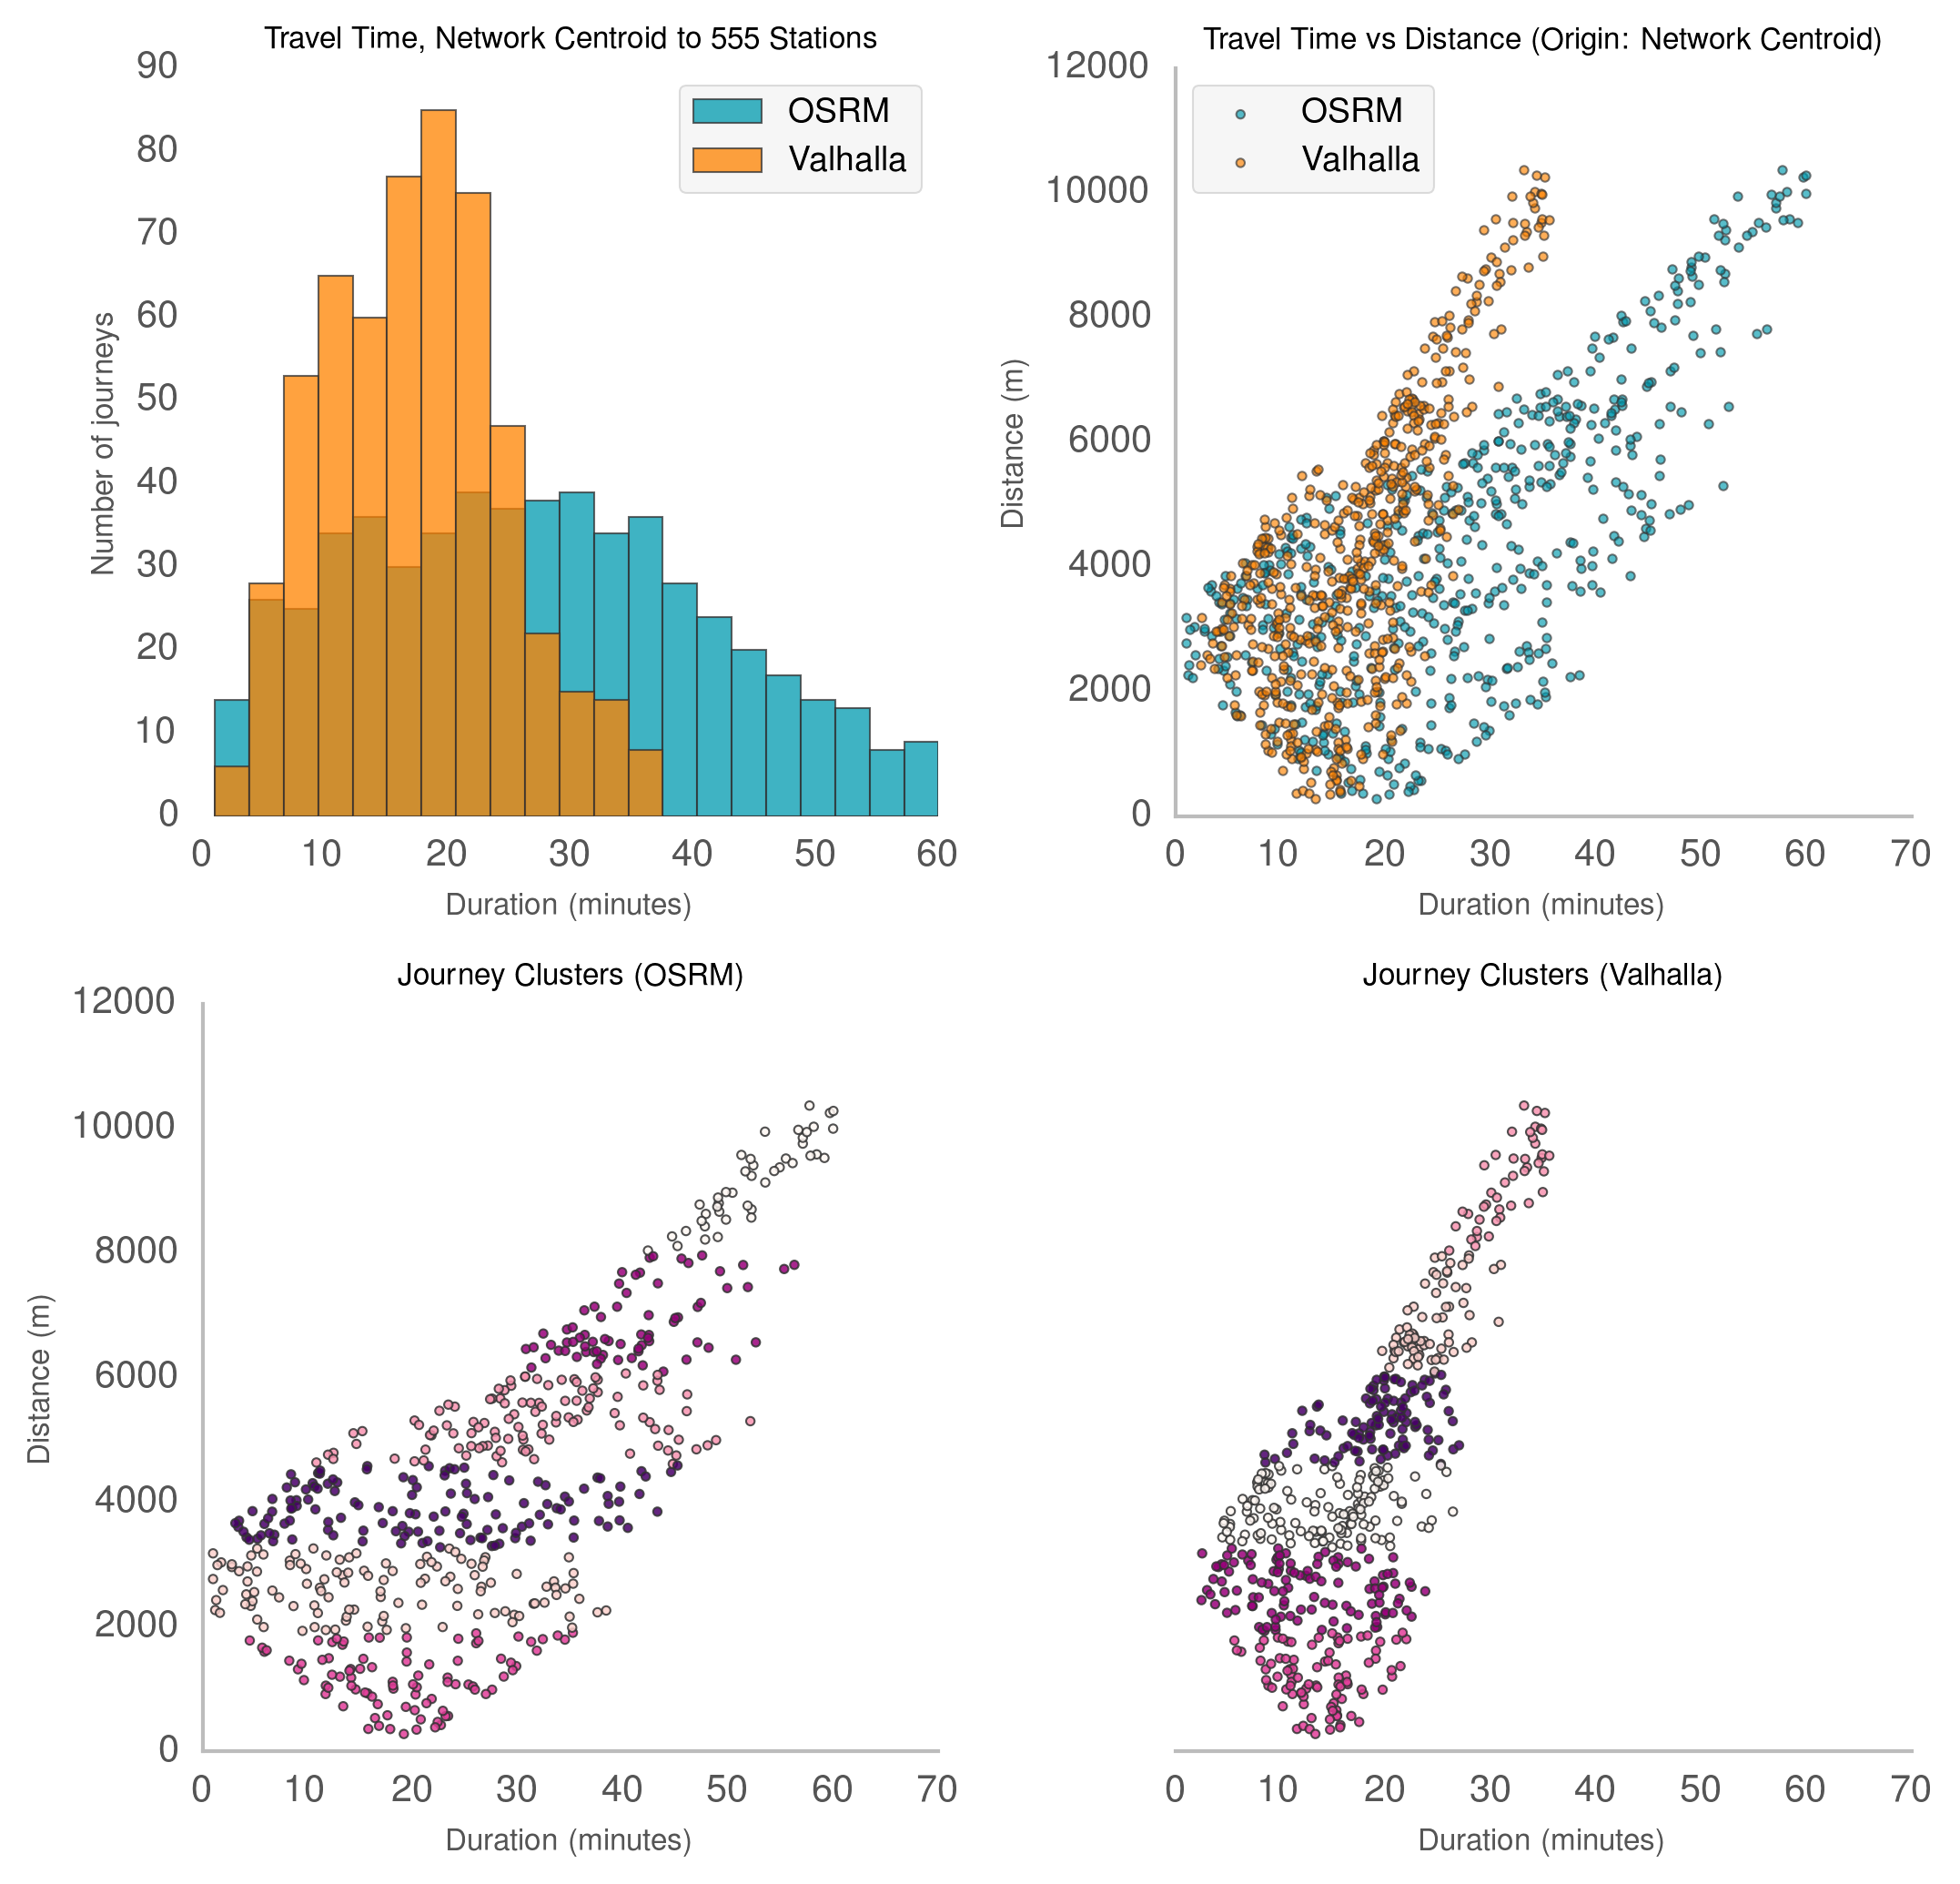 Travel Time, Network Centroid to 555 Stations
90
80
70
60
50
40
30
20
10
0
Number of journeys
OSRM
Valhalla
0 10 20 30 40 50 60
Duration (minutes)
Travel Time vs Distance (Origin: Network Centroid)
12000
10000
8000
6000
4000
2000
0
Distance (m)
OSRM
Valhalla
0 10 20 30 40 50 60 70
Duration (minutes)
Journey Clusters (OSRM)
12000
10000
8000
6000
4000
2000
0
Distance (m)
0 10 20 30 40 50 60 70
Duration (minutes)
Journey Clusters (Valhalla)
0 10 20 30 40 50 60 70
Duration (minutes)